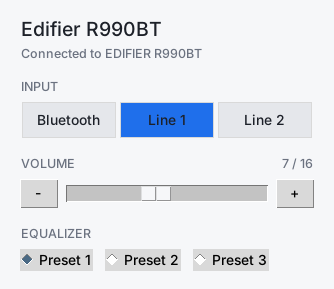 Edifier R990BT
Connected to EDIFIER R990BT
INPUT
Bluetooth Line 1 Line 2
VOLUME 7 / 16
- +
EQUALIZER
Preset 1 Preset 2 Preset 3